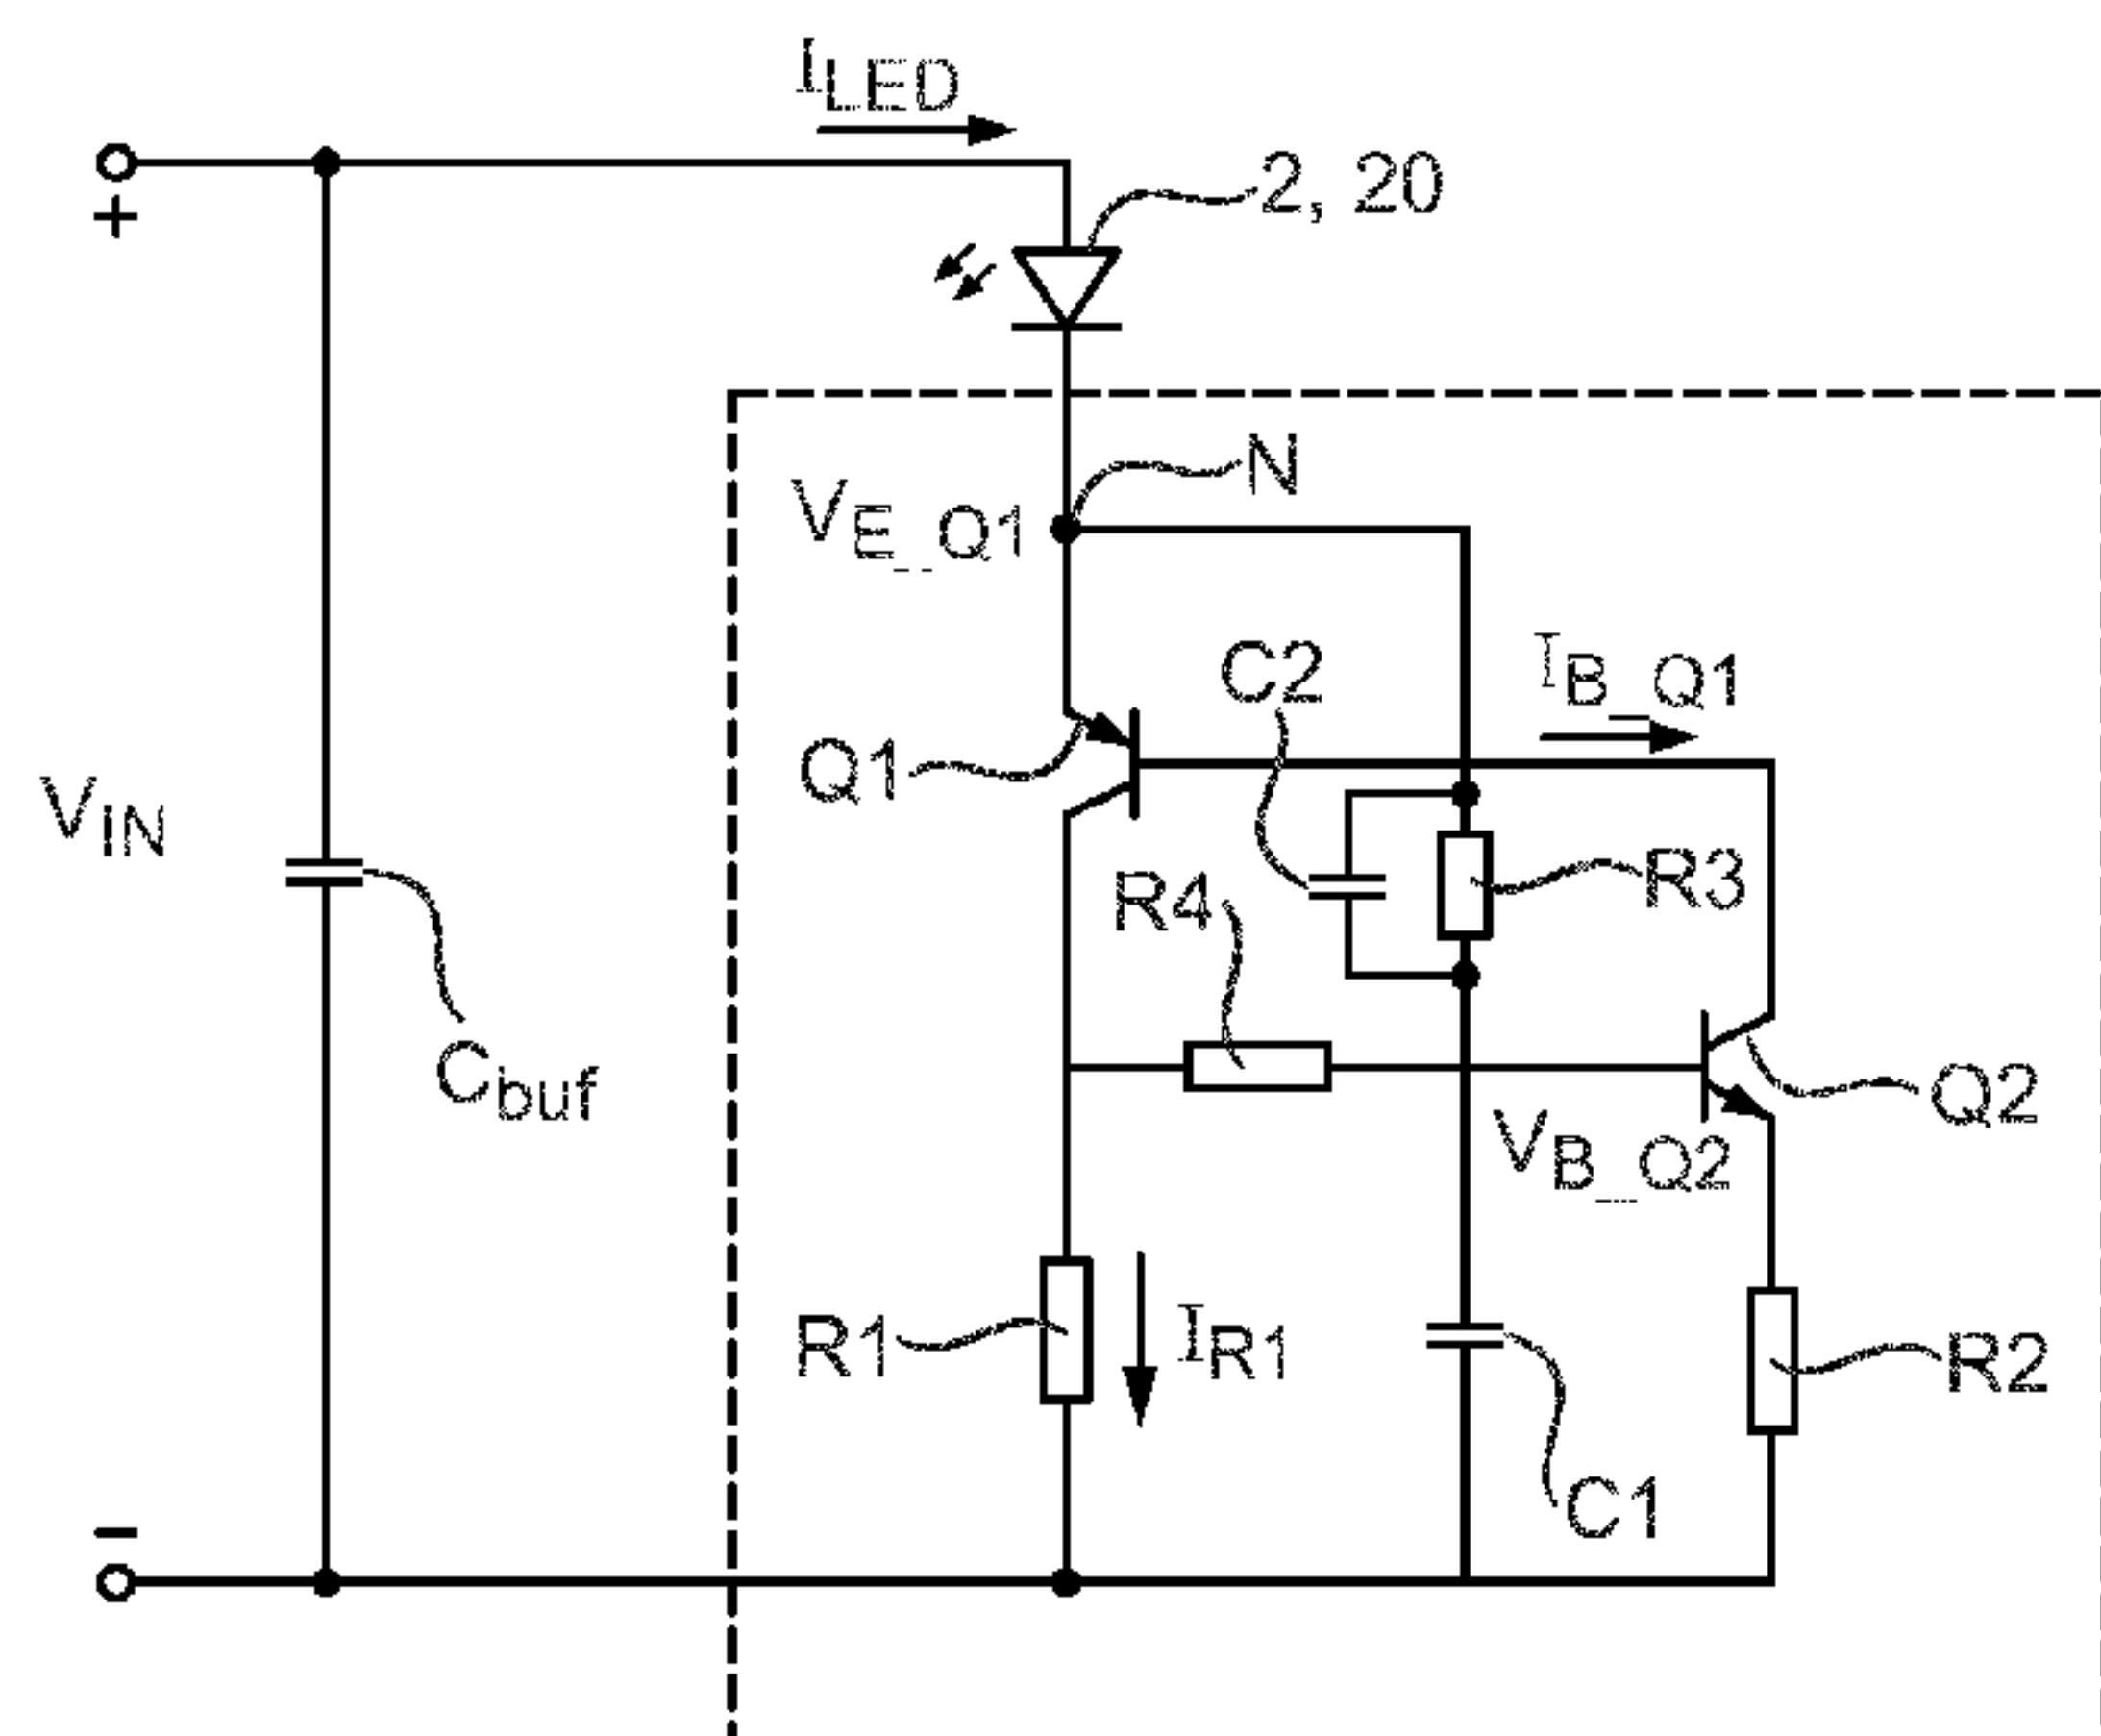 I_LED
+
2, 20
N
V_E_Q1
C2
I_B_Q1
Q1
V_IN
R4
R3
C_buf
Q2
V_B_Q2
R1
I_R1
R2
C1
−